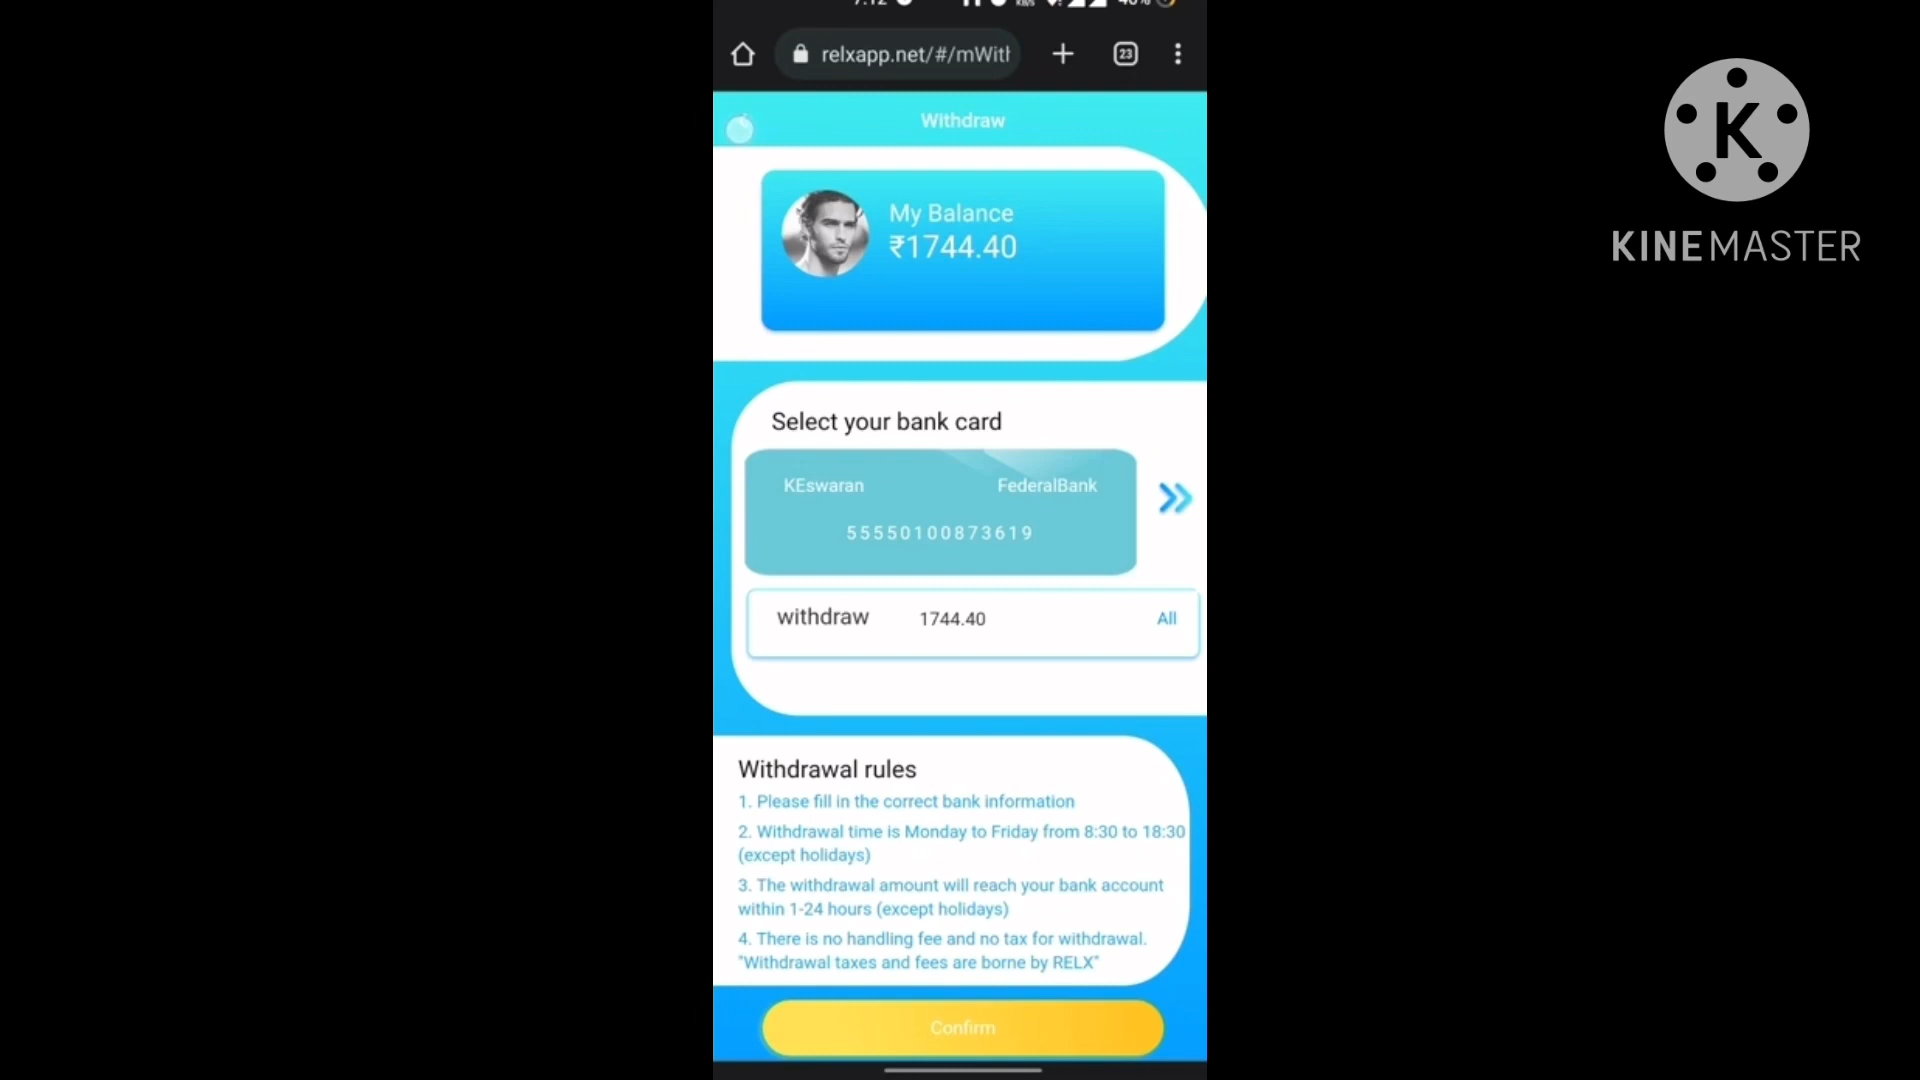 relxapp.net/#/mWith
23
Withdraw
My Balance
₹1744.40
KINEMASTER
Select your bank card
KEswaran FederalBank
55550100873619
withdraw 1744.40 All
Withdrawal rules
1. Please fill in the correct bank information
2. Withdrawal time is Monday to Friday from 8:30 to 18:30
(except holidays)
3. The withdrawal amount will reach your bank account
within 1-24 hours (except holidays)
4. There is no handling fee and no tax for withdrawal.
"Withdrawal taxes and fees are borne by RELX"
Confirm